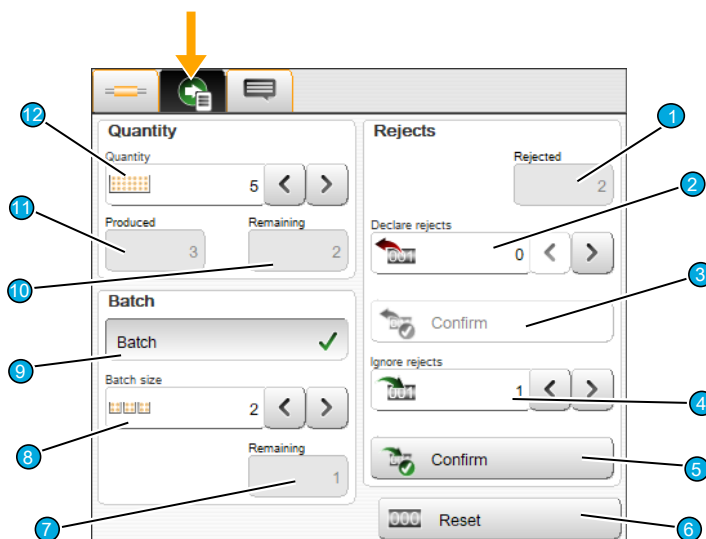 Quantity
Quantity
5
Produced
Remaining
3
2
Batch
Batch
Batch size
2
Remaining
1
Rejects
Rejected
2
Declare rejects
001
0
Confirm
Ignore rejects
001
1
Confirm
000
Reset
1
2
3
4
5
6
7
8
9
10
11
12